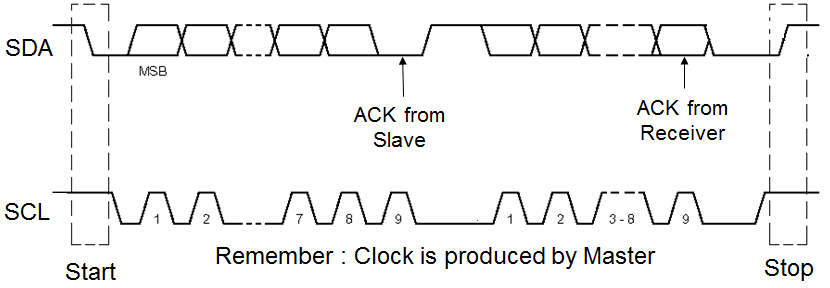 SDA
MSB
ACK from
Slave
ACK from
Receiver
SCL
1
2
7
8
9
1
2
3 - 8
9
Start
Remember : Clock is produced by Master
Stop